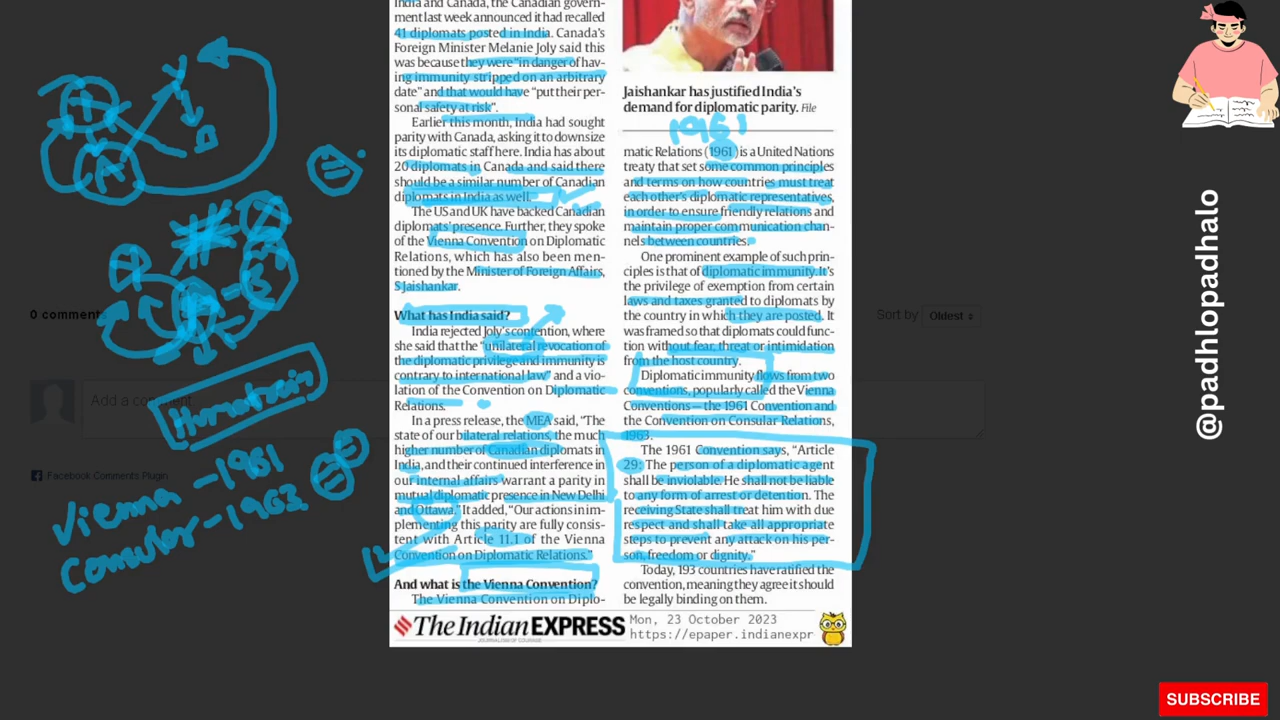 India and Canada, the Canadian govern-
ment last week announced it had recalled
41 diplomats posted in India. Canada's
Foreign Minister Melanie Joly said this
was because they were "in danger of hav-
ing immunity stripped on an arbitrary
date" and that would have "put their per-
sonal safety at risk".
Earlier this month, India had sought
parity with Canada, asking it to downsize
its diplomatic staff here. India has about
20 diplomats in Canada and said there
should be a similar number of Canadian
diplomats in India as well.
The US and UK have backed Canadian
diplomats' presence. Further, they spoke
of the Vienna Convention on Diplomatic
Relations, which has also been men-
tioned by the Minister of Foreign Affairs,
S Jaishankar.
What has India said?
India rejected Joly's contention, where
she said that the "unilateral revocation of
the diplomatic privilege and immunity is
contrary to international law" and a vio-
lation of the Convention on Diplomatic
Relations.
In a press release, the MEA said, "The
state of our bilateral relations, the much
higher number of Canadian diplomats in
India, and their continued interference in
our internal affairs warrant a parity in
mutual diplomatic presence in New Delhi
and Ottawa." It added, "Our actions in im-
plementing this parity are fully consis-
tent with Article 11.1 of the Vienna
Convention on Diplomatic Relations."
And what is the Vienna Convention?
The Vienna Convention on Diplo-
Jaishankar has justified India's
demand for diplomatic parity. File
1961
matic Relations (1961) is a United Nations
treaty that set some common principles
and terms on how countries must treat
each other's diplomatic representatives,
in order to ensure friendly relations and
maintain proper communication chan-
nels between countries.
One prominent example of such prin-
ciples is that of diplomatic immunity. It's
the privilege of exemption from certain
laws and taxes granted to diplomats by
the country in which they are posted. It
was framed so that diplomats could func-
tion without fear, threat or intimidation
from the host country.
Diplomatic immunity flows from two
conventions, popularly called the Vienna
Conventions — the 1961 Convention and
the Convention on Consular Relations,
1963.
The 1961 Convention says, "Article
29: The person of a diplomatic agent
shall be inviolable. He shall not be liable
to any form of arrest or detention. The
receiving State shall treat him with due
respect and shall take all appropriate
steps to prevent any attack on his per-
son, freedom or dignity."
Today, 193 countries have ratified the
convention, meaning they agree it should
be legally binding on them.
The Indian EXPRESS
JOURNALISM OF COURAGE
Mon, 23 October 2023
https://epaper.indianexpr
0 comments
Sort by Oldest
Add a comment
Facebook Comments Plugin
Vienna - 1961
- 1963
@padhlopadhalo
SUBSCRIBE